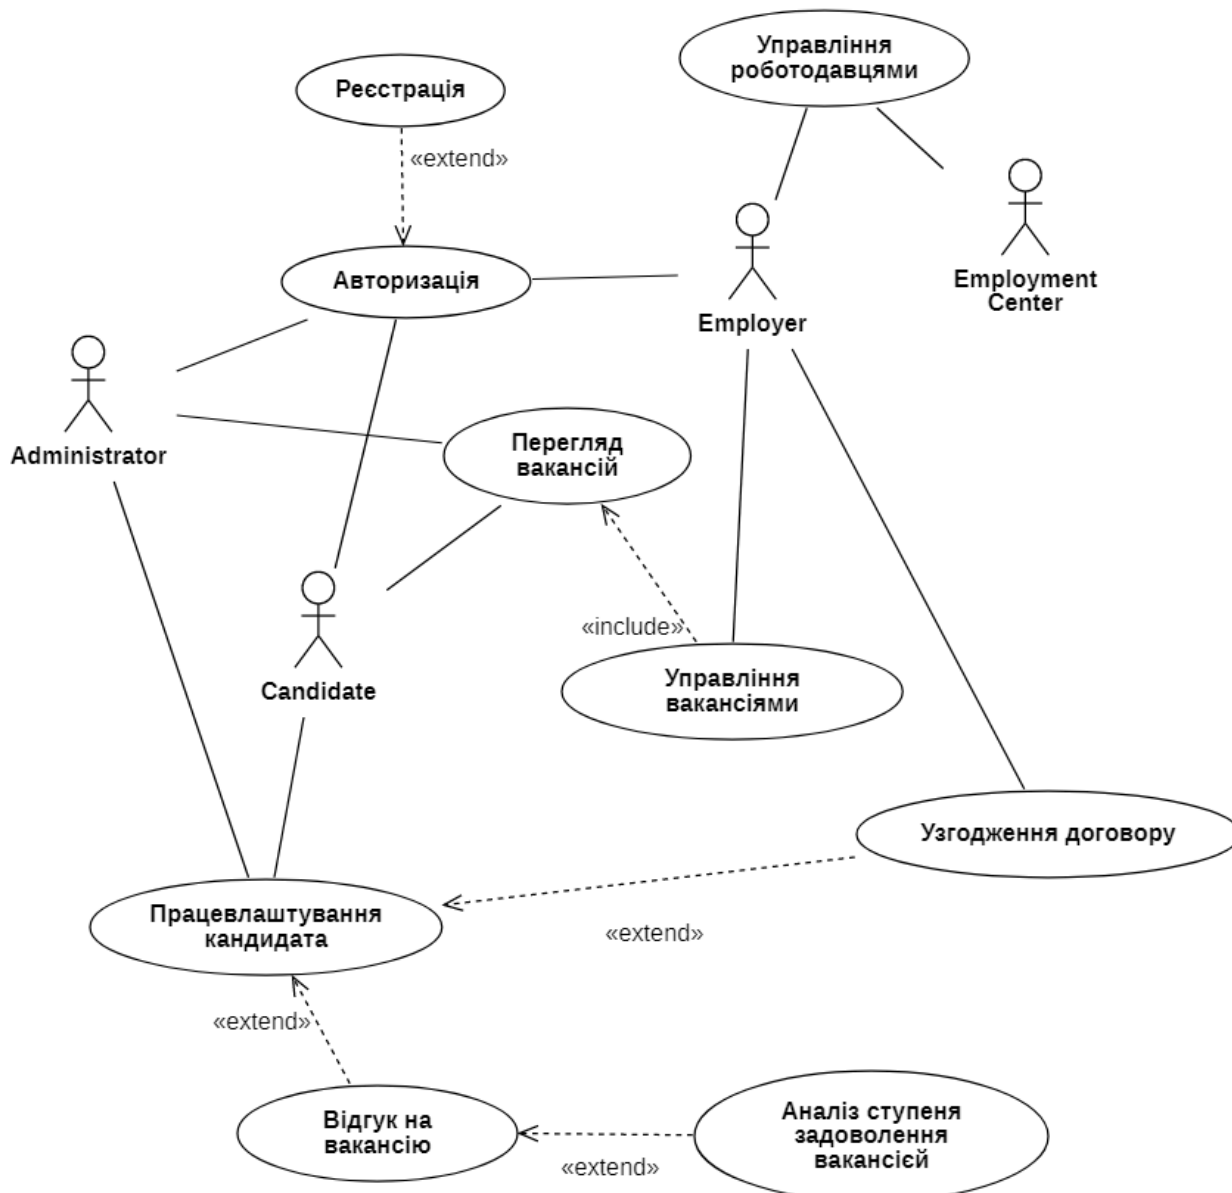 Управління
роботодавцями
Реєстрація
«extend»
Employment
Center
Авторизація
Employer
Administrator
Перегляд
вакансій
«include»
Candidate
Управління
вакансіями
Узгодження договору
Працевлаштування
кандидата
«extend»
«extend»
Відгук на
вакансію
Аналіз ступеня
задоволення
вакансієй
«extend»